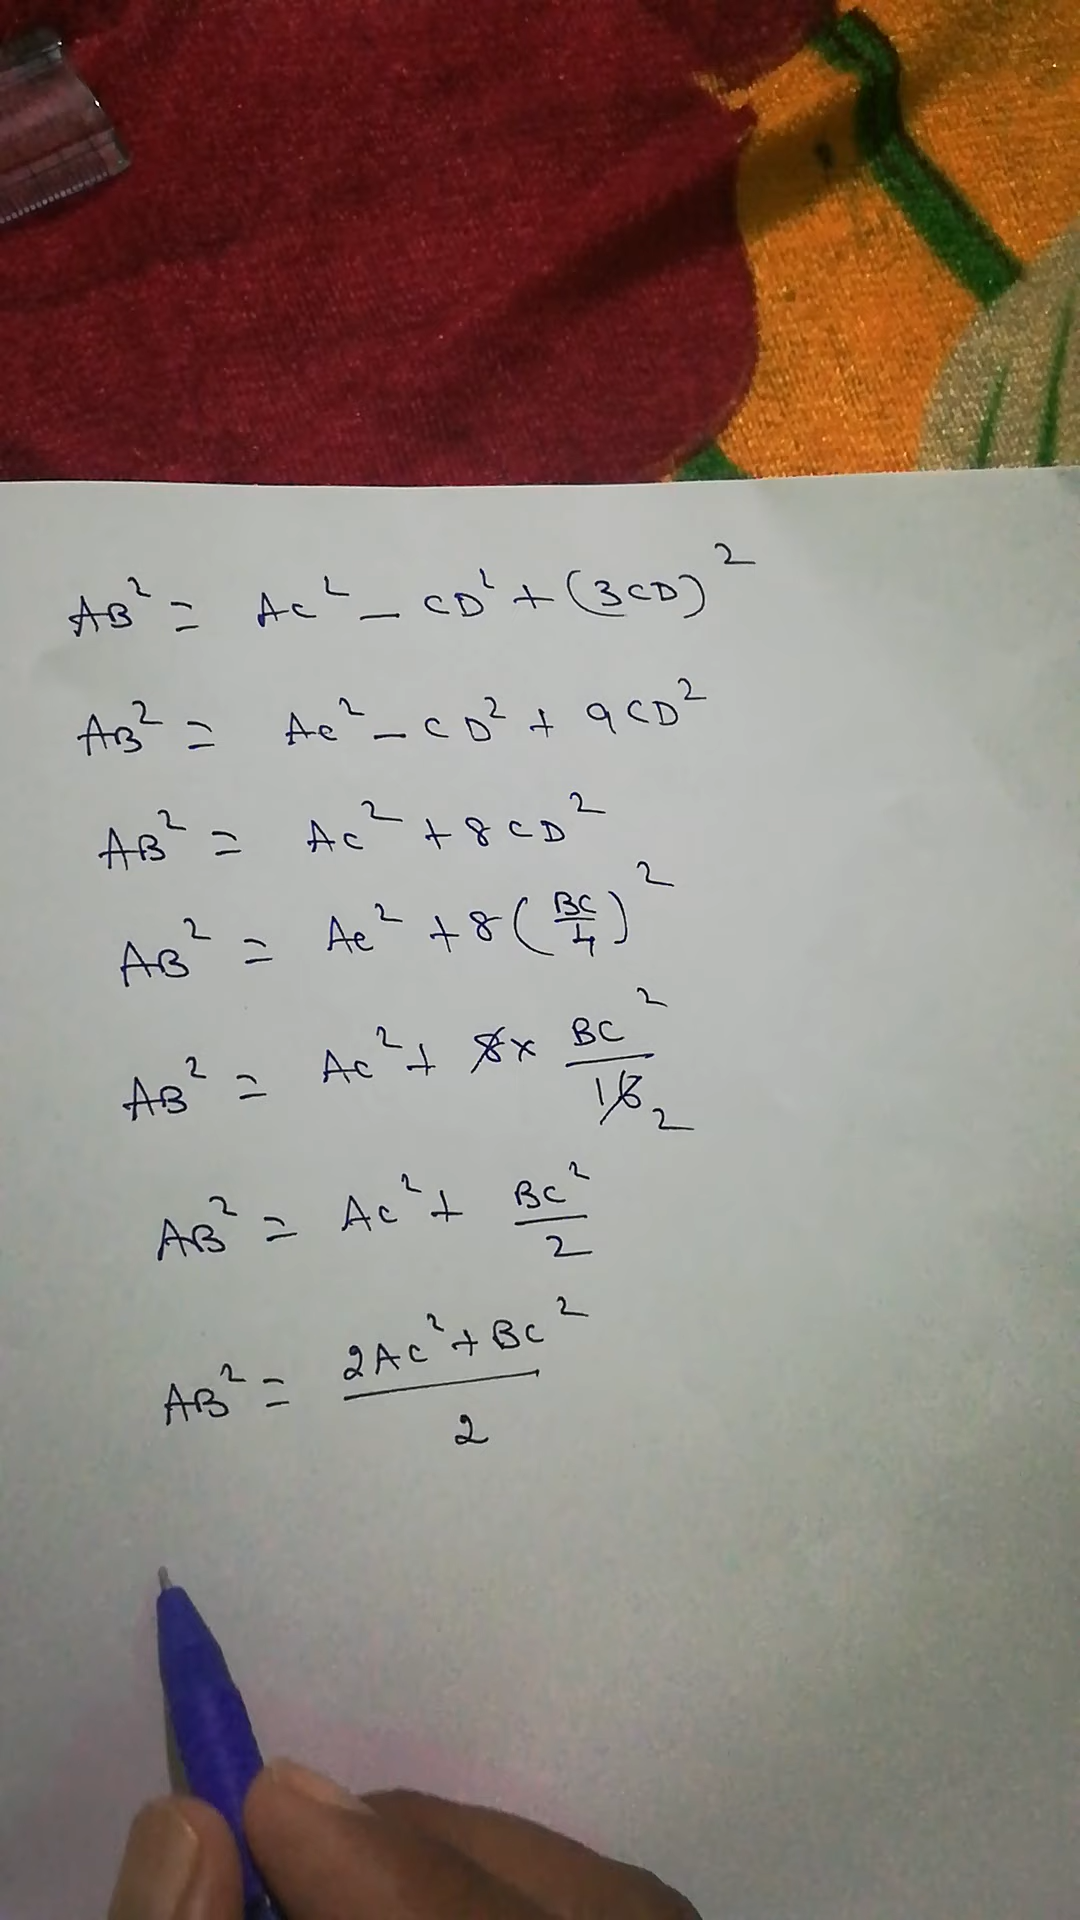 AB² = AC² - CD² + (3CD)²
AB² = AC² - CD² + 9CD²
AB² = AC² + 8CD²
AB² = AC² + 8(BC/4)²
AB² = AC² + 8 × BC²/16 2
AB² = AC² + BC²/2
AB² = 2AC² + BC²/2